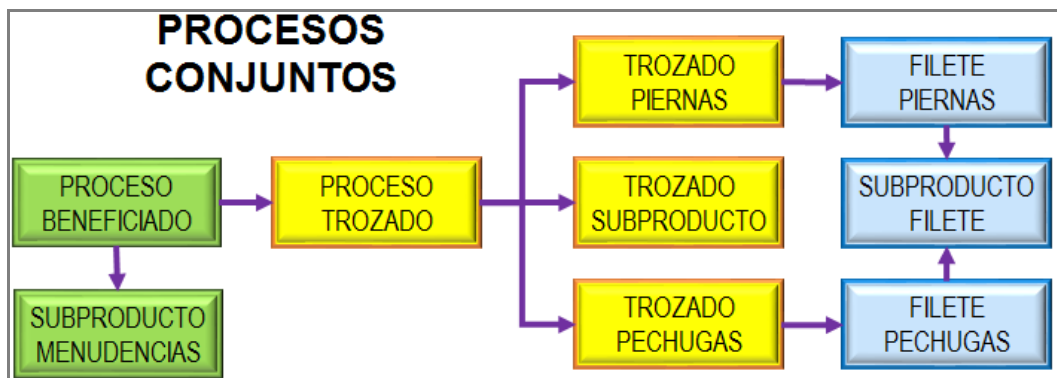 PROCESOS
CONJUNTOS
TROZADO
PIERNAS
FILETE
PIERNAS
PROCESO
BENEFICIADO
PROCESO
TROZADO
TROZADO
SUBPRODUCTO
SUBPRODUCTO
FILETE
SUBPRODUCTO
MENUDENCIAS
TROZADO
PECHUGAS
FILETE
PECHUGAS